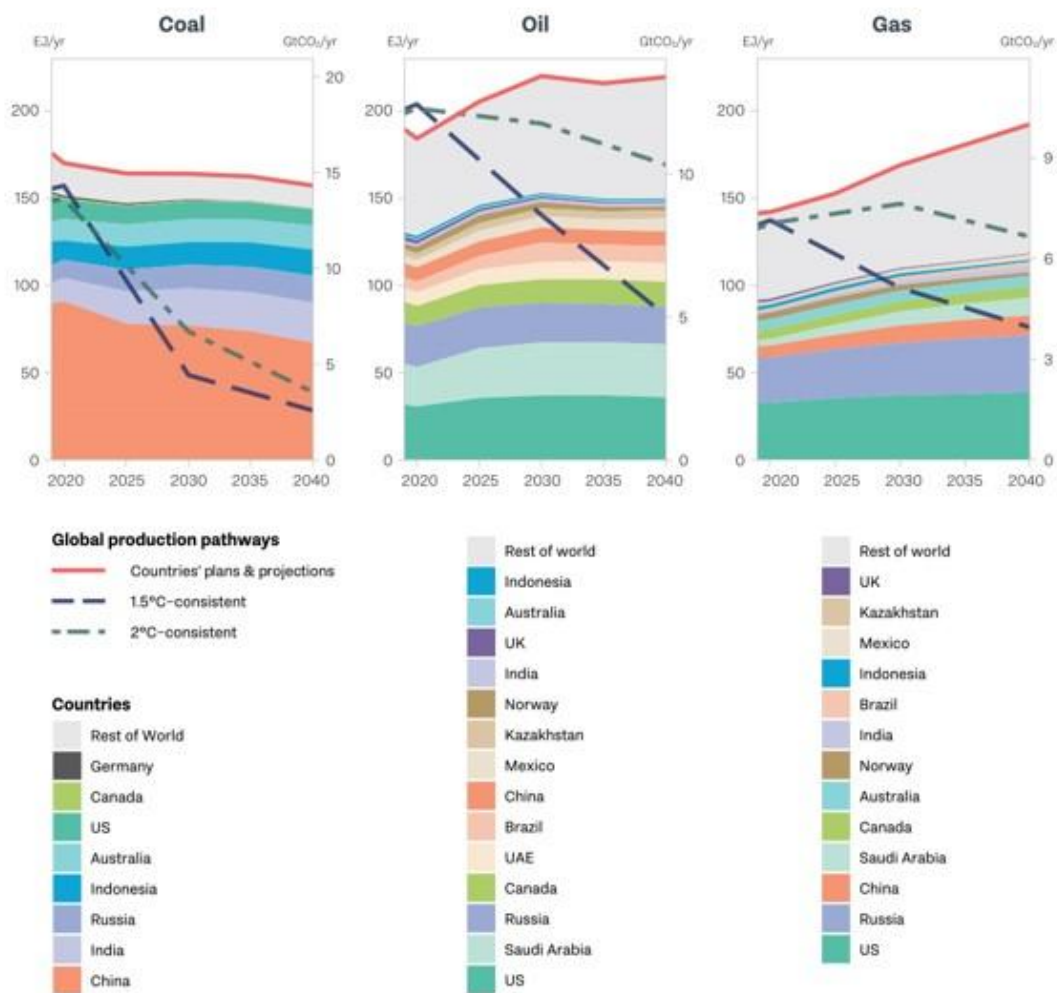 Coal
EJ/yr
GtCO₂/yr
200
150
100
50
0
20
15
10
5
0
2020
2025
2030
2035
2040
Oil
EJ/yr
GtCO₂/yr
200
150
100
50
0
10
5
0
2020
2025
2030
2035
2040
Gas
EJ/yr
GtCO₂/yr
200
150
100
50
0
9
6
3
0
2020
2025
2030
2035
2040
Global production pathways
Countries' plans & projections
1.5°C-consistent
2°C-consistent
Countries
Rest of World
Germany
Canada
US
Australia
Indonesia
Russia
India
China
Rest of world
Indonesia
Australia
UK
India
Norway
Kazakhstan
Mexico
China
Brazil
UAE
Canada
Russia
Saudi Arabia
US
Rest of world
UK
Kazakhstan
Mexico
Indonesia
Brazil
India
Norway
Australia
Canada
Saudi Arabia
China
Russia
US